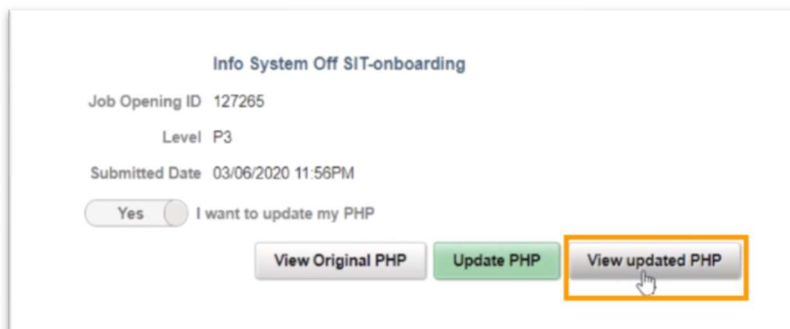 Info System Off SIT-onboarding
Job Opening ID 127265
Level P3
Submitted Date 03/06/2020 11:56PM
Yes I want to update my PHP
View Original PHP Update PHP View updated PHP